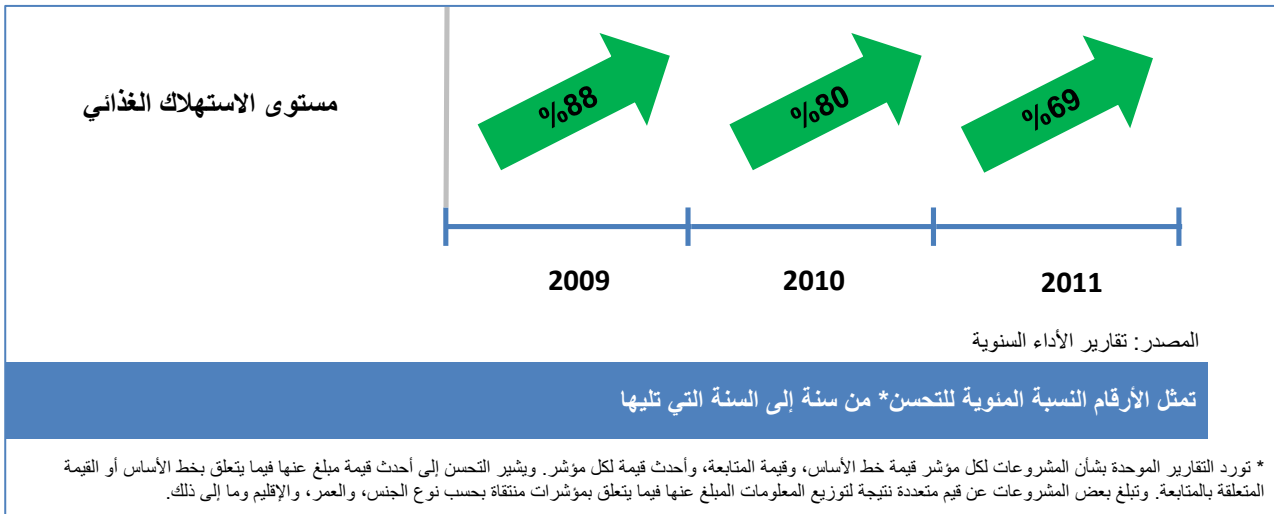 مستوى الاستهلاك الغذائي
%88
%80
%69
2009
2010
2011
المصدر: تقارير الأداء السنوية
تمثل الأرقام النسبة المئوية للتحسن* من سنة إلى السنة التي تليها
* تورد التقارير الموحدة بشأن المشروعات لكل مؤشر قيمة خط الأساس، وقيمة المتابعة، وأحدث قيمة لكل مؤشر. ويشير التحسن إلى أحدث قيمة مبلغ عنها فيما يتعلق بخط الأساس أو القيمة
المتعلقة بالمتابعة. وتبلغ بعض المشروعات عن قيم متعددة نتيجة لتوزيع المعلومات المبلغ عنها فيما يتعلق بمؤشرات منتقاة بحسب نوع الجنس، والعمر، والإقليم وما إلى ذلك.